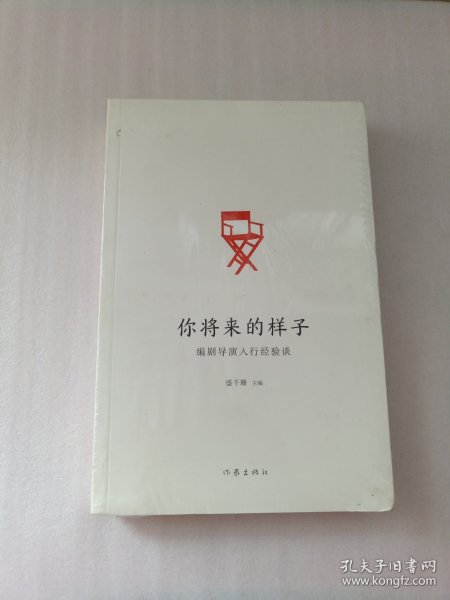 你将来的样子
编剧导演入行经验谈
盛千珊 主编
作家出版社
孔夫子旧书网
www.kongfz.com